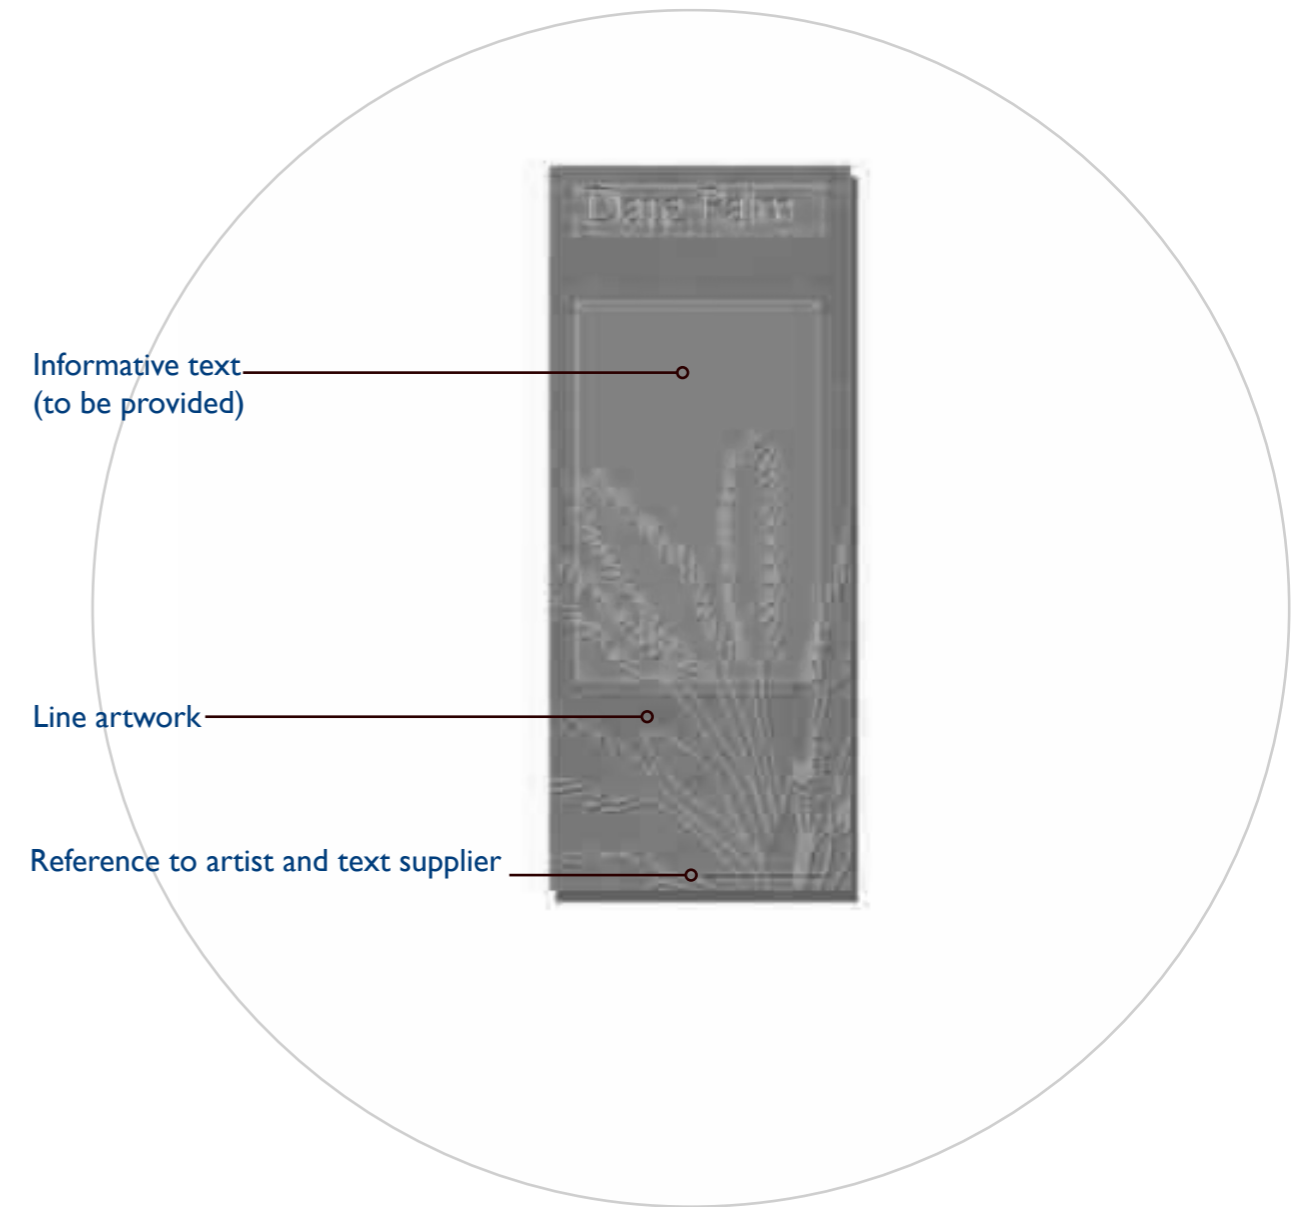 Date Palm
Informative text
(to be provided)
Line artwork
Reference to artist and text supplier